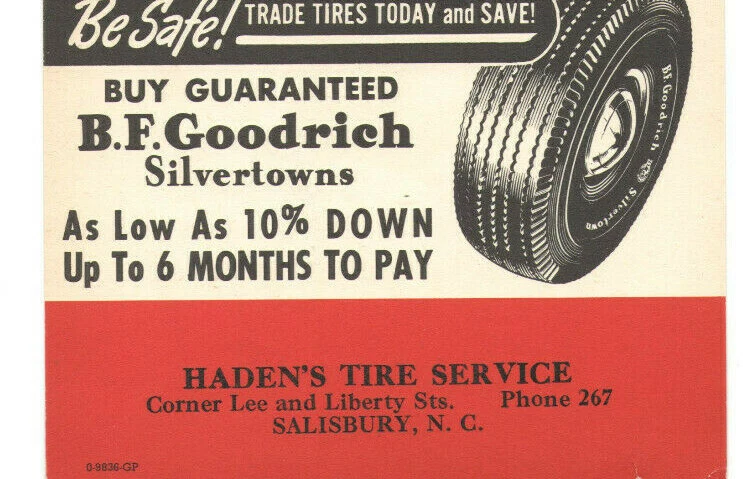 Be Safe! TRADE TIRES TODAY and SAVE!
BUY GUARANTEED
B.F.Goodrich
Silvertowns
As Low As 10% DOWN
Up To 6 MONTHS TO PAY
B.F. Goodrich Silvertown
HADEN'S TIRE SERVICE
Corner Lee and Liberty Sts. Phone 267
SALISBURY, N. C.
0-9836-GP